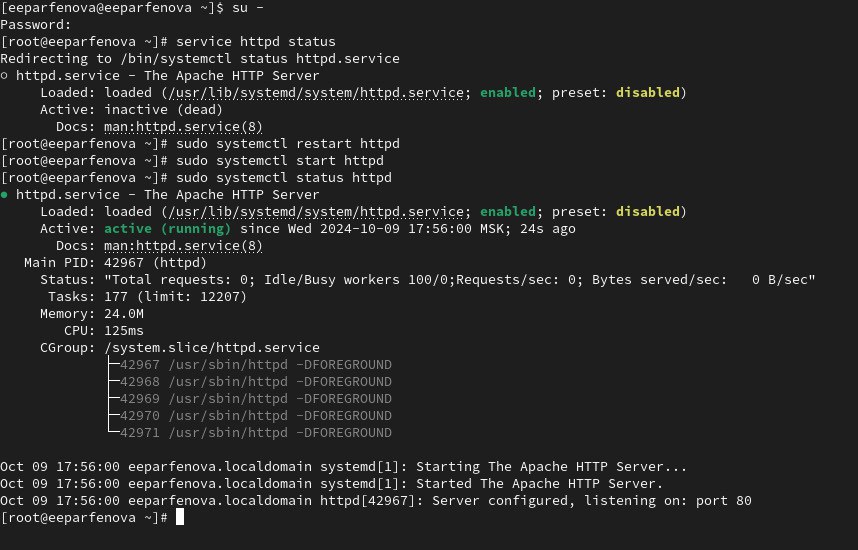 [eeparfenova@eeparfenova ~]$ su -
Password:
[root@eeparfenova ~]# service httpd status
Redirecting to /bin/systemctl status httpd.service
○ httpd.service - The Apache HTTP Server
     Loaded: loaded (/usr/lib/systemd/system/httpd.service; enabled; preset: disabled)
     Active: inactive (dead)
       Docs: man:httpd.service(8)
[root@eeparfenova ~]# sudo systemctl restart httpd
[root@eeparfenova ~]# sudo systemctl start httpd
[root@eeparfenova ~]# sudo systemctl status httpd
● httpd.service - The Apache HTTP Server
     Loaded: loaded (/usr/lib/systemd/system/httpd.service; enabled; preset: disabled)
     Active: active (running) since Wed 2024-10-09 17:56:00 MSK; 24s ago
       Docs: man:httpd.service(8)
   Main PID: 42967 (httpd)
     Status: "Total requests: 0; Idle/Busy workers 100/0;Requests/sec: 0; Bytes served/sec:   0 B/sec"
      Tasks: 177 (limit: 12207)
     Memory: 24.0M
        CPU: 125ms
     CGroup: /system.slice/httpd.service
             ├─42967 /usr/sbin/httpd -DFOREGROUND
             ├─42968 /usr/sbin/httpd -DFOREGROUND
             ├─42969 /usr/sbin/httpd -DFOREGROUND
             ├─42970 /usr/sbin/httpd -DFOREGROUND
             └─42971 /usr/sbin/httpd -DFOREGROUND
Oct 09 17:56:00 eeparfenova.localdomain systemd[1]: Starting The Apache HTTP Server...
Oct 09 17:56:00 eeparfenova.localdomain systemd[1]: Started The Apache HTTP Server.
Oct 09 17:56:00 eeparfenova.localdomain httpd[42967]: Server configured, listening on: port 80
[root@eeparfenova ~]#